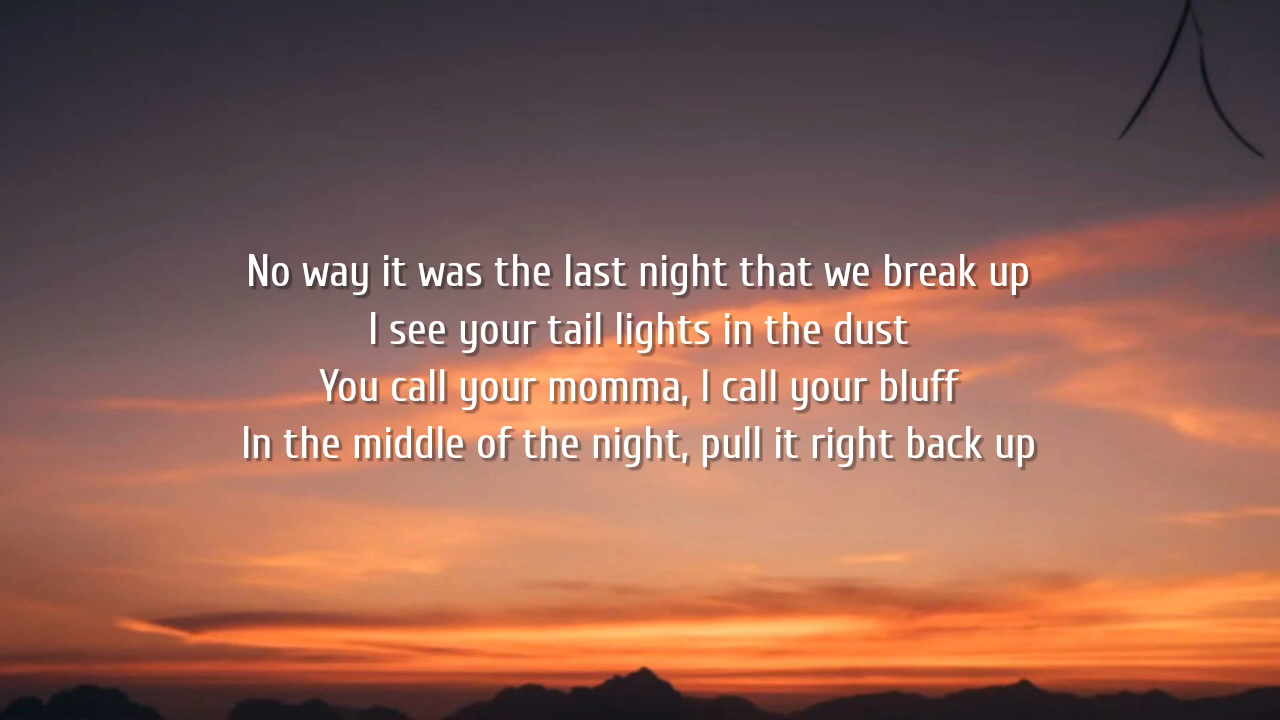 No way it was the last night that we break up
I see your tail lights in the dust
You call your momma, I call your bluff
In the middle of the night, pull it right back up